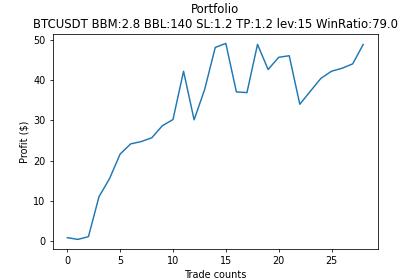 Portfolio
BTCUSDT BBM:2.8 BBL:140 SL:1.2 TP:1.2 lev:15 WinRatio:79.0
50
40
30
20
10
0
Profit ($)
0 5 10 15 20 25
Trade counts